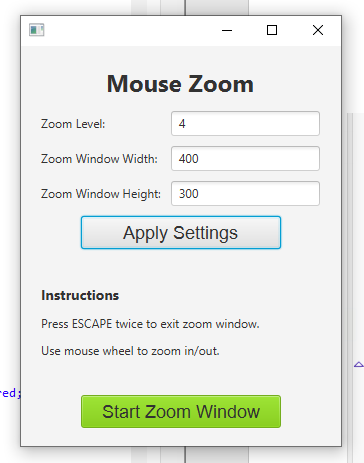 Mouse Zoom
Zoom Level: 4
Zoom Window Width: 400
Zoom Window Height: 300
Apply Settings
Instructions
Press ESCAPE twice to exit zoom window.
Use mouse wheel to zoom in/out.
ved;
Start Zoom Window